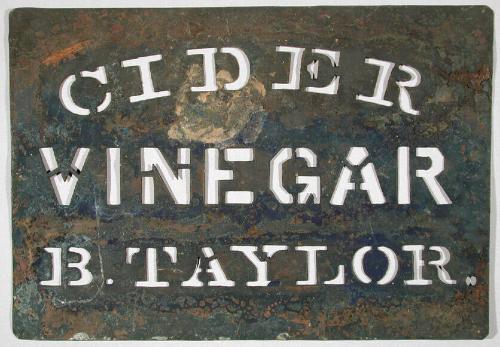 CIDER
VINEGAR
B. TAYLOR.